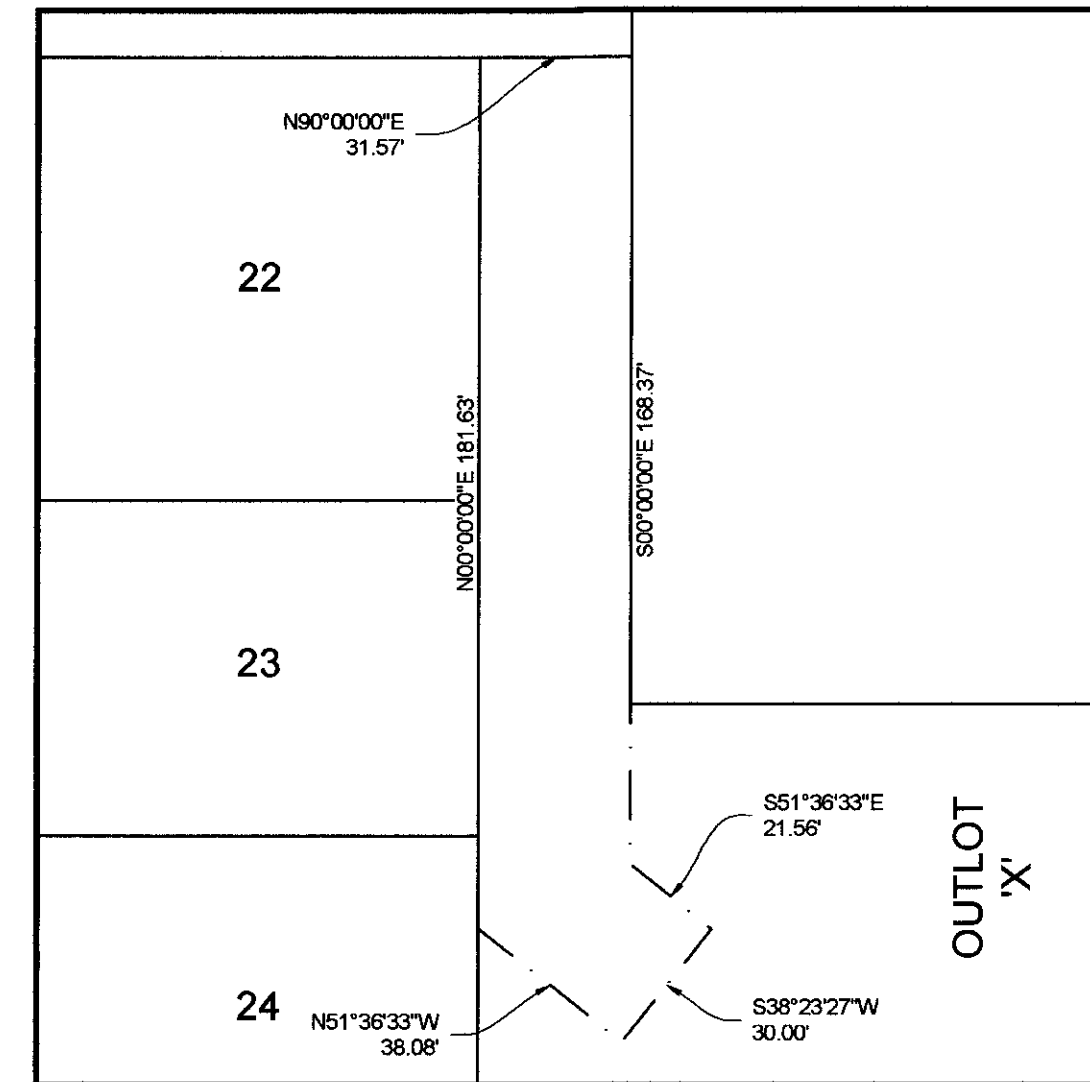 N90°00'00"E
31.57'
22
N00°00'00"E 181.63'
S00°00'00"E 168.37'
23
S51°36'33"E
21.56'
OUTLOT
'X'
24
N51°36'33"W
38.08'
S38°23'27"W
30.00'